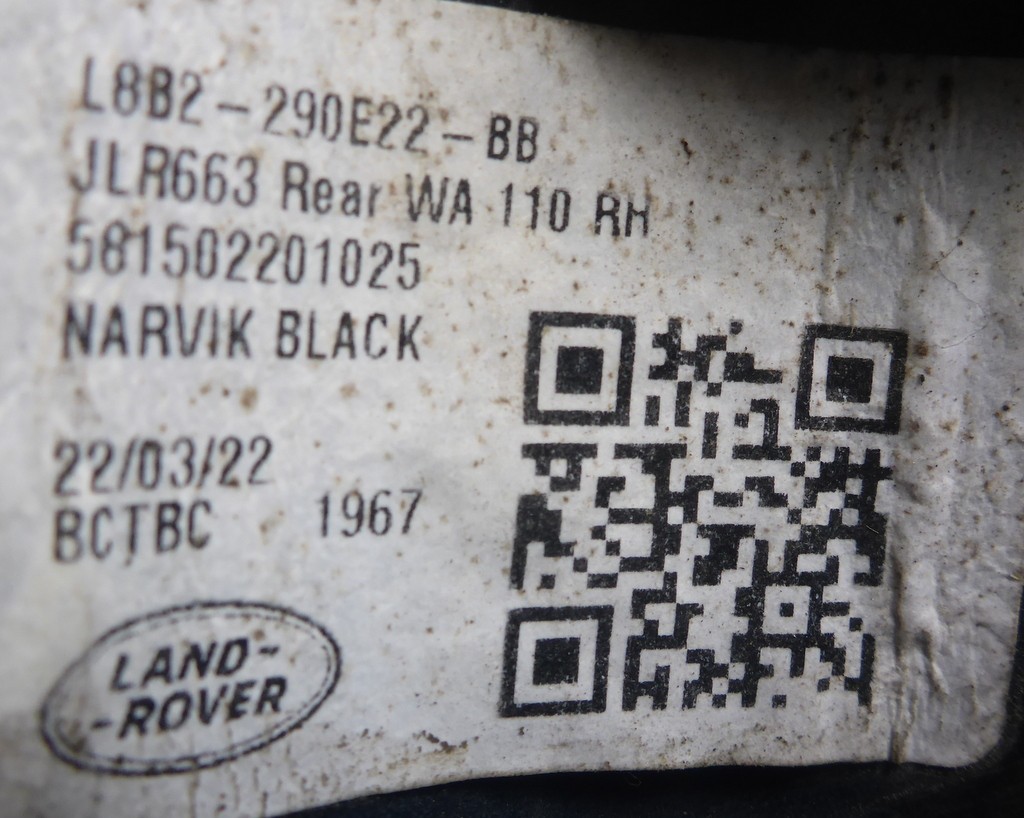 L8B2-290E22-BB
JLR663 Rear WA 110 RH
581502201025
NARVIK BLACK
22/03/22
BCTBC 1967
LAND-
-ROVER